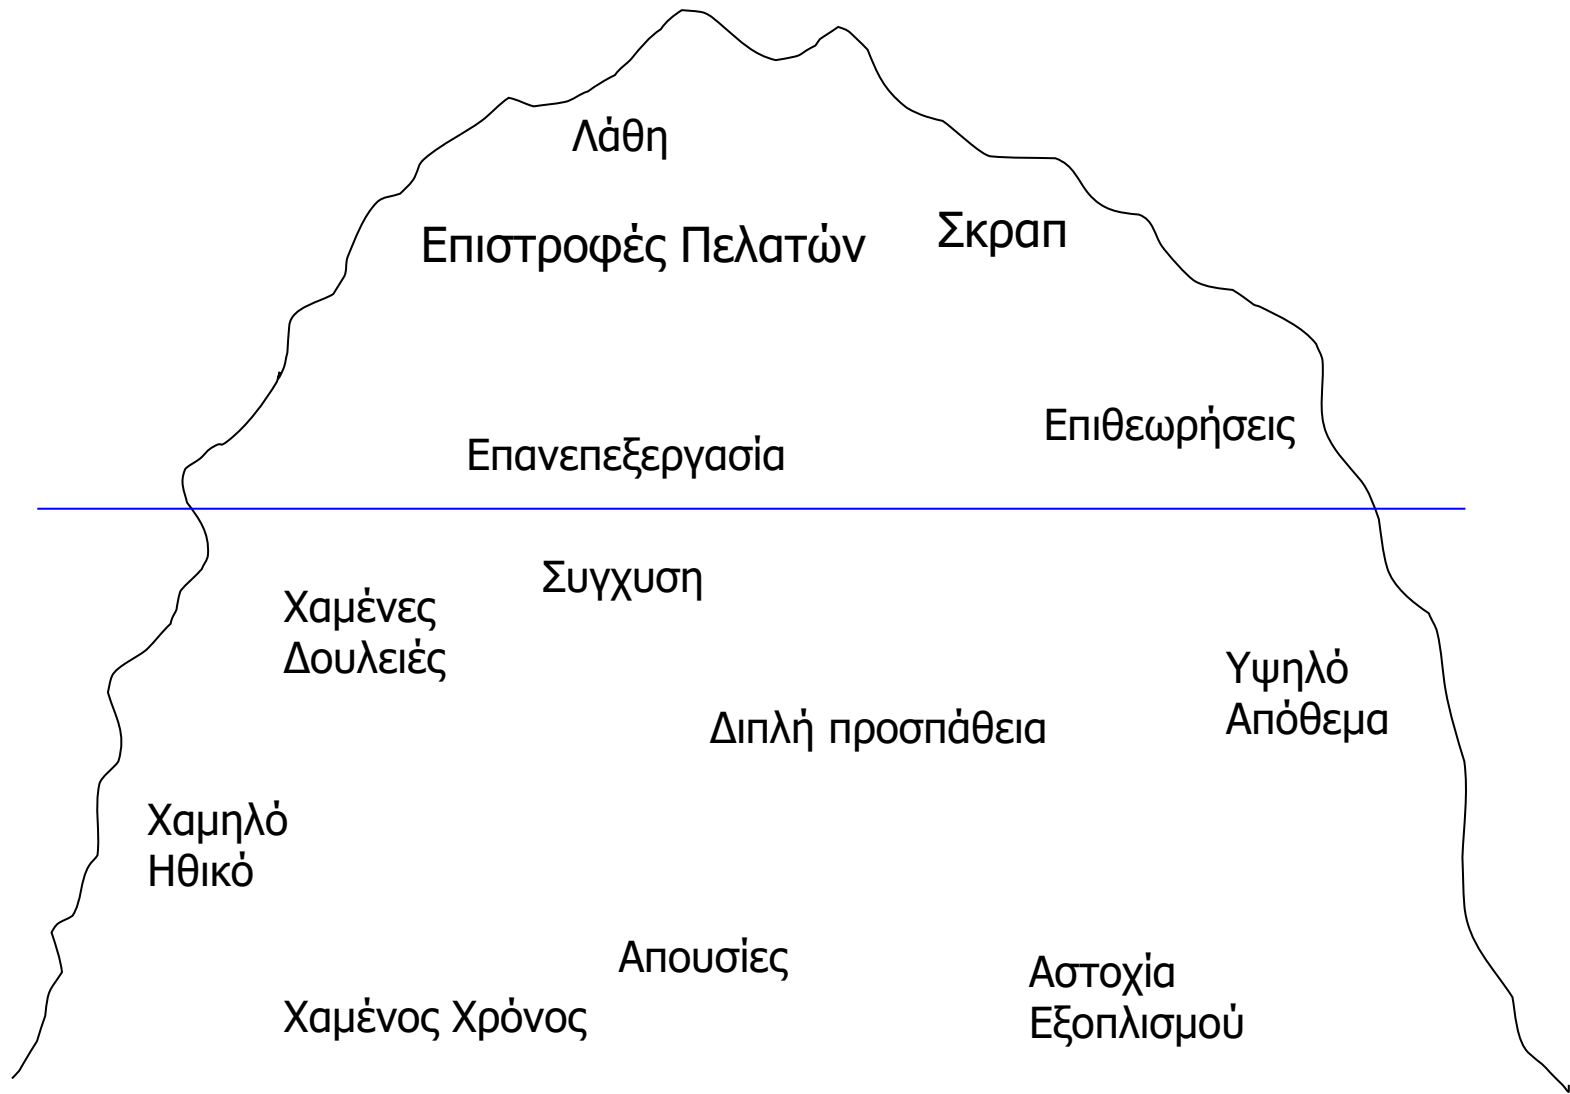 Λάθη
Επιστροφές Πελατών
Σκραπ
Επανεπεξεργασία
Επιθεωρήσεις
Συγχυση
Χαμένες
Δουλειές
Υψηλό
Απόθεμα
Διπλή προσπάθεια
Χαμηλό
Ηθικό
Απουσίες
Αστοχία
Εξοπλισμού
Χαμένος Χρόνος